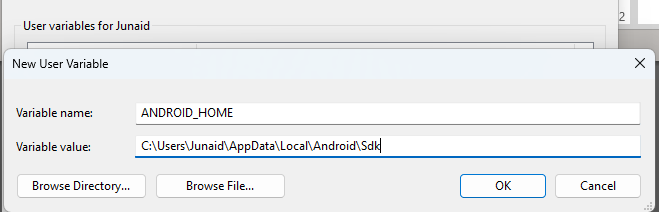 2
User variables for Junaid
New User Variable
Variable name:
ANDROID_HOME
Variable value:
C:\Users\Junaid\AppData\Local\Android\Sdk
Browse Directory...
Browse File...
OK
Cancel